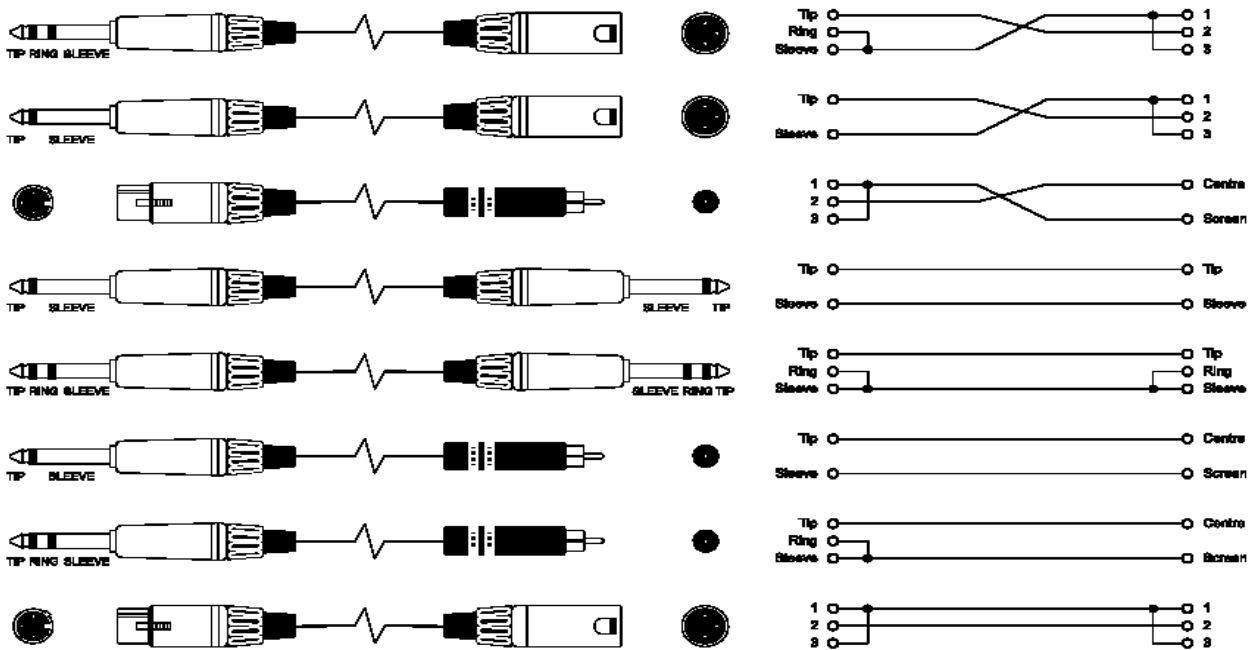 Tip 1
Ring 2
Sleeve 3
TIP RING SLEEVE
Tip 1
2
Sleeve 3
TIP SLEEVE
1 Centre
2
3 Screen
Tip Tip
Sleeve Sleeve
TIP SLEEVE SLEEVE TIP
Tip Tip
Ring Ring
Sleeve Sleeve
TIP RING SLEEVE SLEEVE RING TIP
Tip Centre
Sleeve Screen
TIP SLEEVE
Tip Centre
Ring
Sleeve Screen
TIP RING SLEEVE
1 1
2 2
3 3